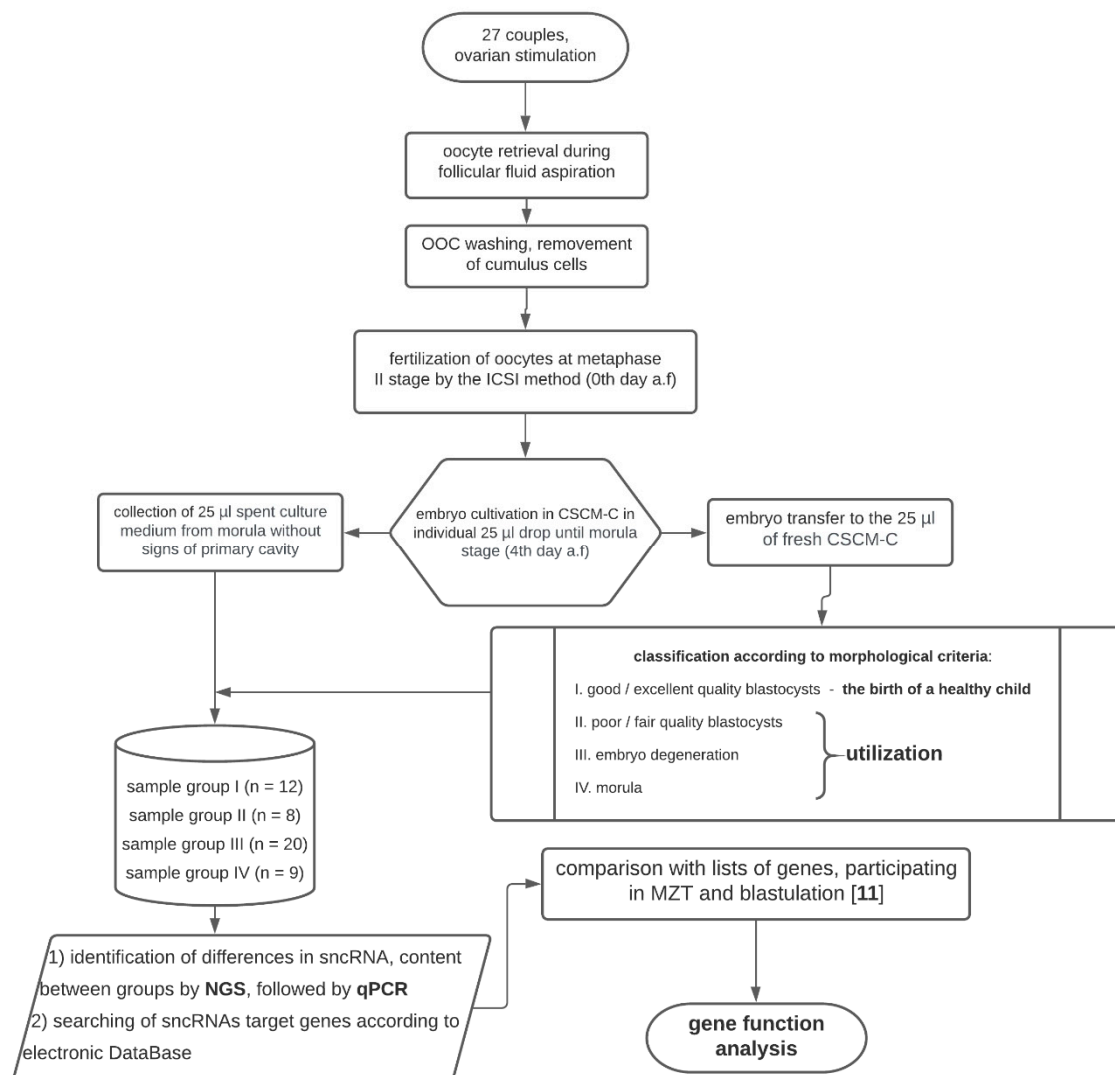 27 couples,
ovarian stimulation
oocyte retrieval during
follicular fluid aspiration
OOC washing, removement
of cumulus cells
fertilization of oocytes at metaphase
II stage by the ICSI method (0th day a.f)
collection of 25 µl spent culture
medium from morula without
signs of primary cavity
embryo cultivation in CSCM-C in
individual 25 µl drop until morula
stage (4th day a.f)
embryo transfer to the 25 µl
of fresh CSCM-C
classification according to morphological criteria:
I. good / excellent quality blastocysts - the birth of a healthy child
II. poor / fair quality blastocysts
III. embryo degeneration
IV. morula
utilization
sample group I (n = 12)
sample group II (n = 8)
sample group III (n = 20)
sample group IV (n = 9)
1) identification of differences in sncRNA, content
between groups by NGS, followed by qPCR
2) searching of sncRNAs target genes according to
electronic DataBase
comparison with lists of genes, participating
in MZT and blastulation [11]
gene function
analysis